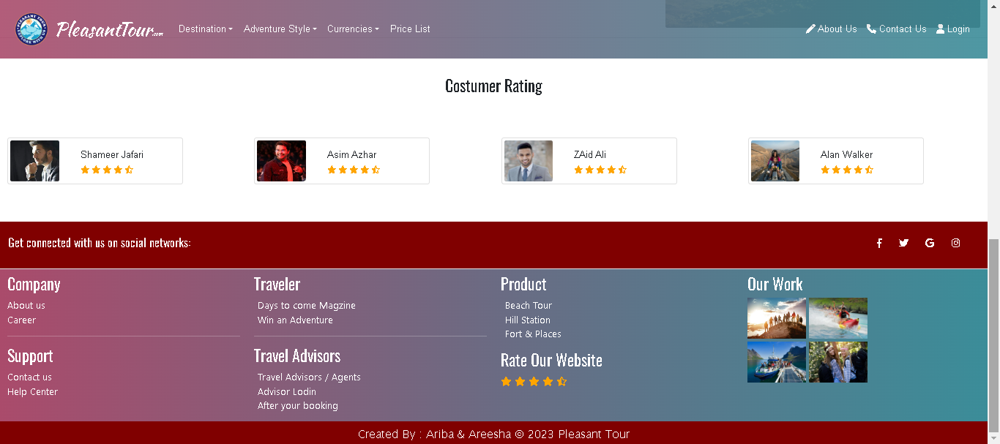 PleasantTour.com Destination Adventure Style Currencies Price List About Us Contact Us Login
Costumer Rating
Shameer Jafari
Asim Azhar
ZAid Ali
Alan Walker
Get connected with us on social networks:
Company
About us
Career
Support
Contact us
Help Center
Traveler
Days to come Magzine
Win an Adventure
Travel Advisors
Travel Advisors / Agents
Advisor Lodin
After your booking
Product
Beach Tour
Hill Station
Fort & Places
Rate Our Website
Our Work
Created By : Ariba & Areesha © 2023 Pleasant Tour